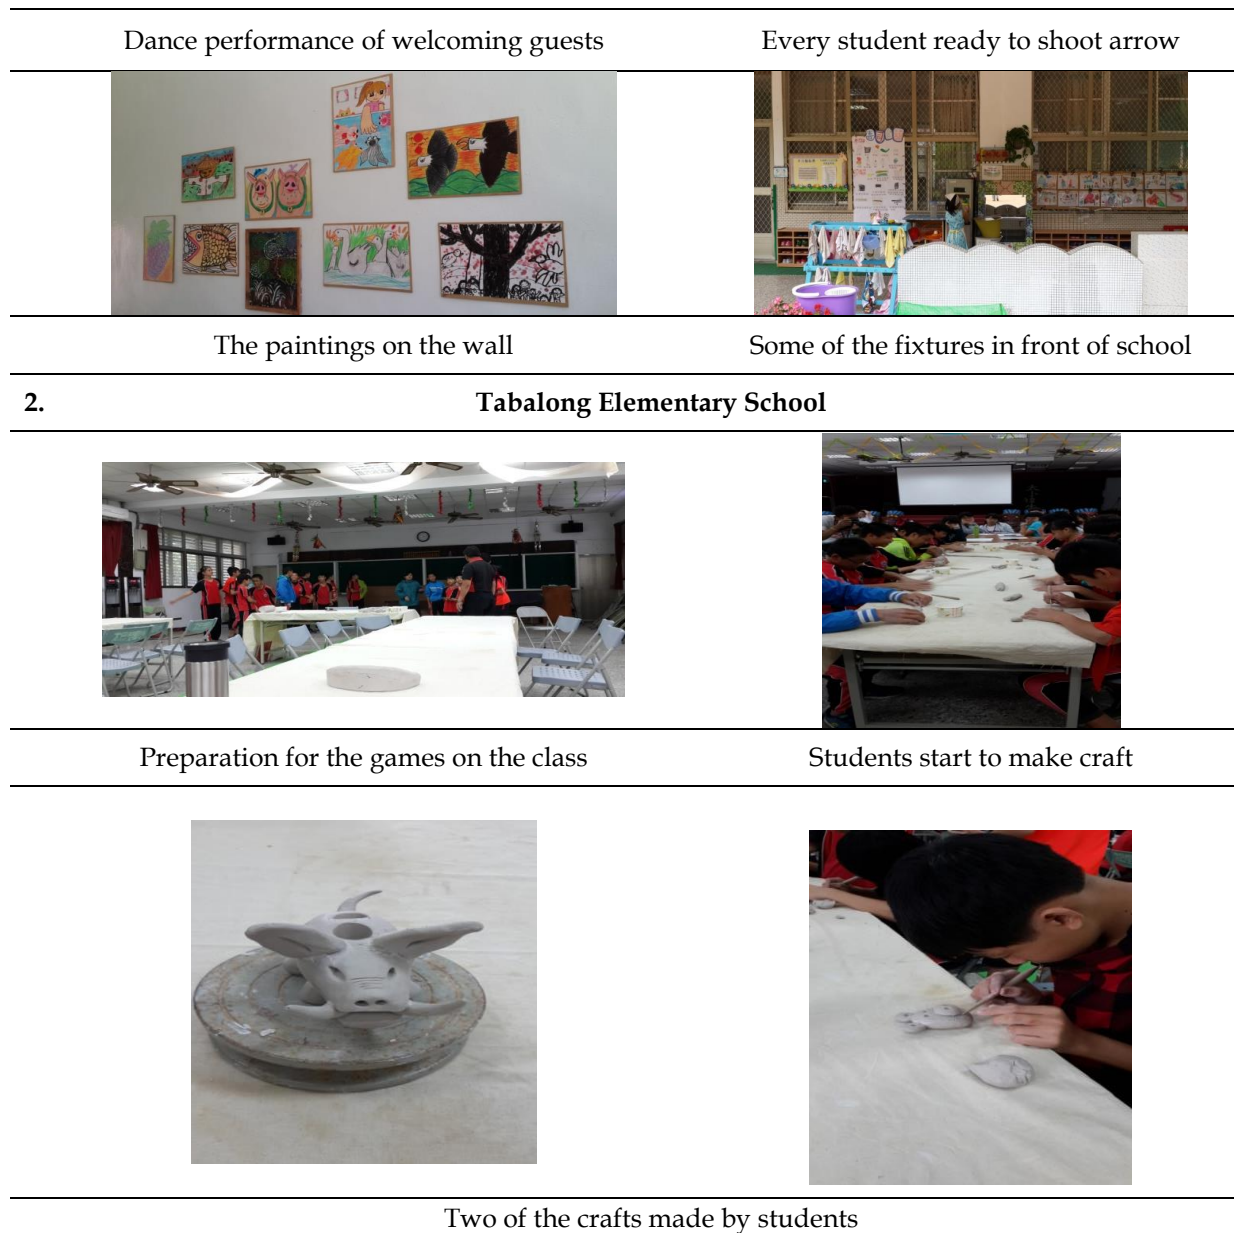 Dance performance of welcoming guests
Every student ready to shoot arrow
The paintings on the wall
Some of the fixtures in front of school
2.
Tabalong Elementary School
Preparation for the games on the class
Students start to make craft
Two of the crafts made by students